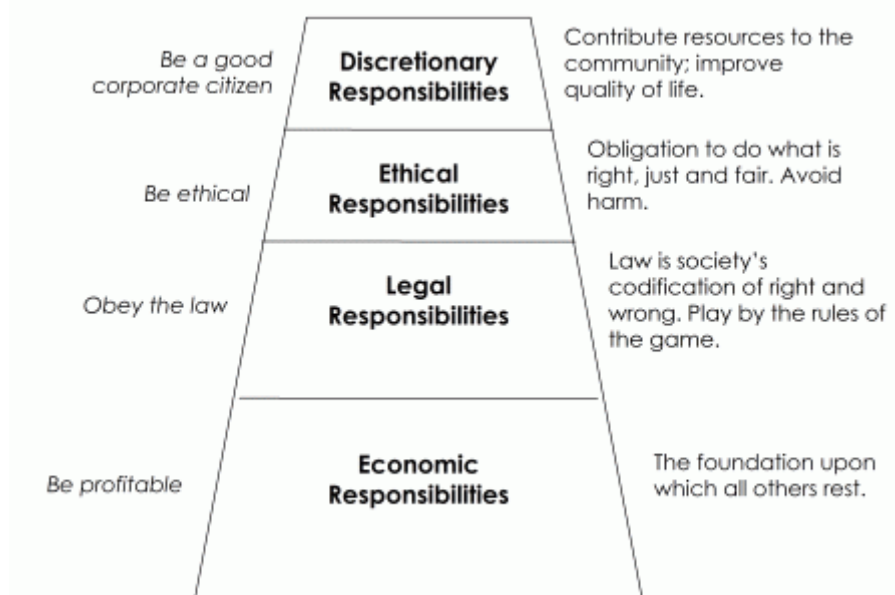 Be a good
corporate citizen
Discretionary
Responsibilities
Contribute resources to the
community; improve
quality of life.
Be ethical
Ethical
Responsibilities
Obligation to do what is
right, just and fair. Avoid
harm.
Obey the law
Legal
Responsibilities
Law is society's
codification of right and
wrong. Play by the rules of
the game.
Be profitable
Economic
Responsibilities
The foundation upon
which all others rest.